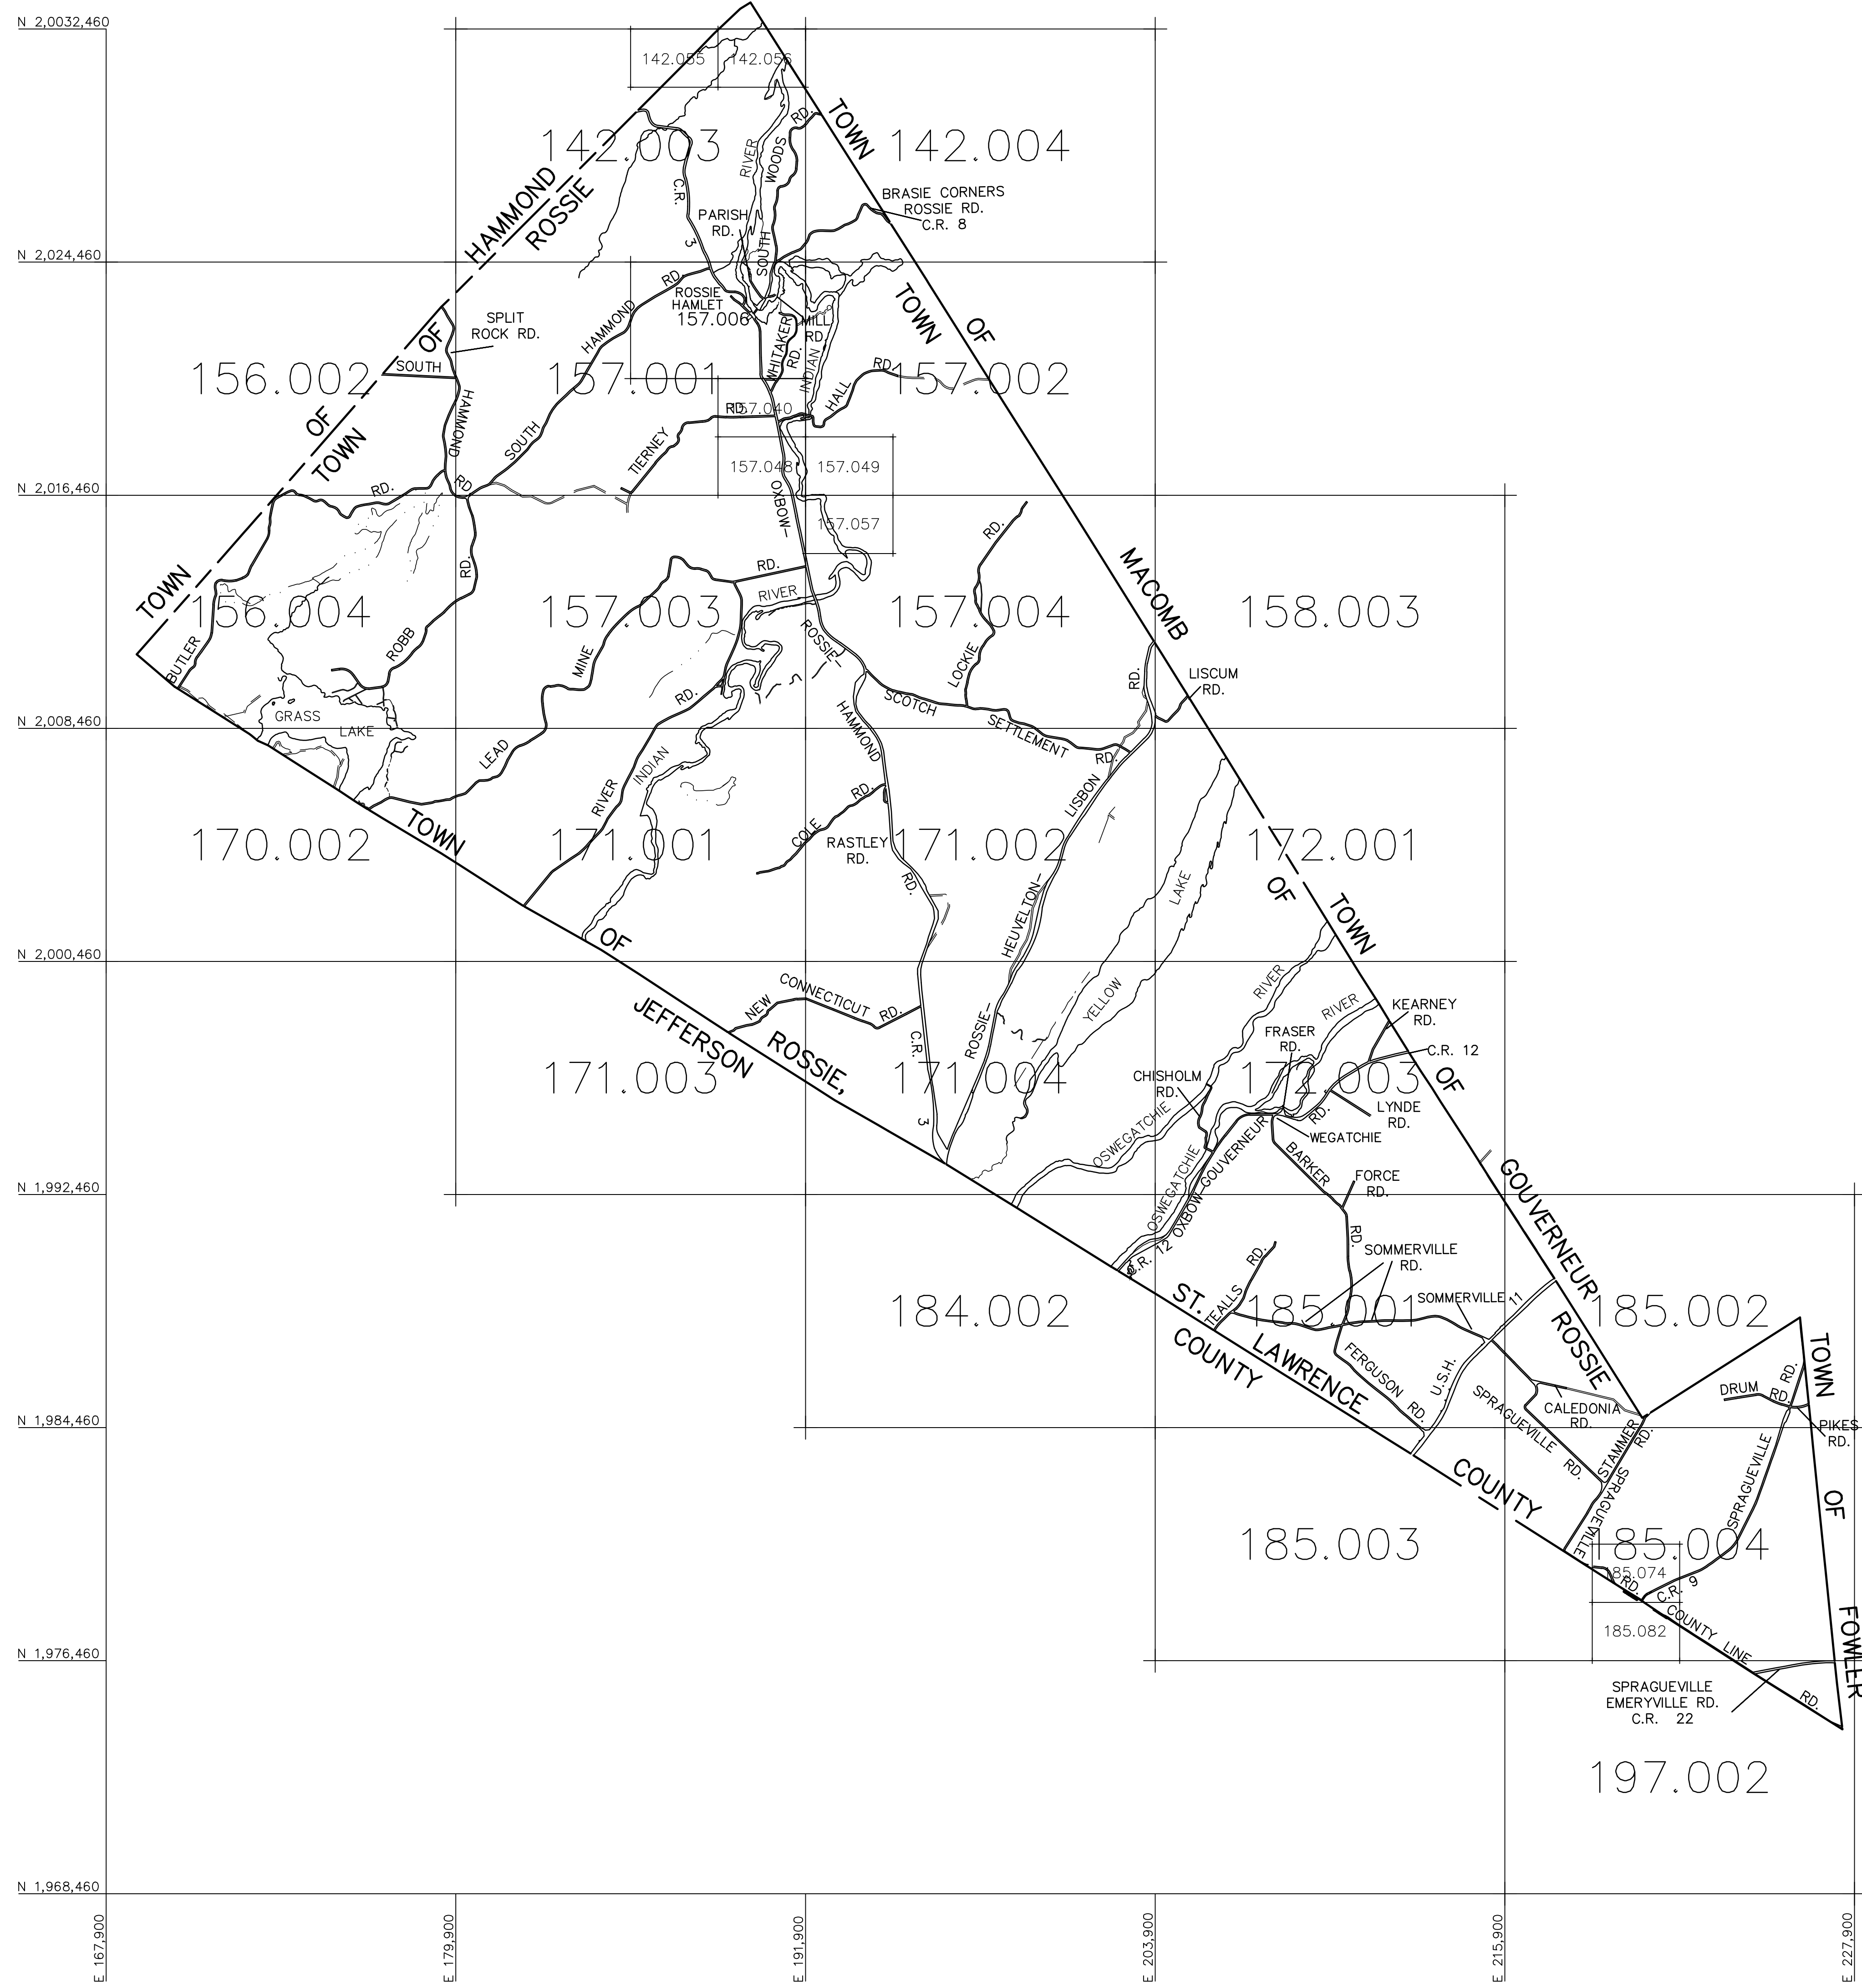 N 2,0032,460
142.055
142.056
142.003
142.004
TOWN
OF
MACOMB
HAMMOND
ROSSIE
C.R.
3
RIVER
WOODS
RD.
SOUTH
PARISH
RD.
BRASIE CORNERS
ROSSIE RD.
C.R. 8
N 2,024,460
TOWN
OF
TOWN
OF
ROSSIE
HAMLET
157.006
MILL
RD.
WHITAKER
RD.
INDIAN
HALL
RD.
SOUTH
HAMMOND
RD.
SPLIT
ROCK RD.
SOUTH
HAMMOND
RD.
156.002
157.001
157.002
OF
TOWN
OF
TOWN
TIERNEY
RD.
157.040
157.048
157.049
157.057
OXBOW-
N 2,016,460
RD.
RD
BUTLER
ROBB
RD.
156.004
157.003
157.004
158.003
MINE
LEAD
RD.
RIVER
ROSSIE-
LOCKIE
RD.
SCOTCH
SETTLEMENT
RD.
RD.
LISCUM
RD.
GRASS
LAKE
N 2,008,460
RIVER
RD.
INDIAN
HAMMOND
RD.
COLE
RD.
RASTLEY
RD.
LISBON
HEUVELTON-
ROSSIE-
YELLOW
LAKE
170.002
171.001
171.002
172.001
TOWN
OF
JEFFERSON
ROSSIE,
TOWN
OF
GOUVERNEUR
ROSSIE
N 2,000,460
NEW
CONNECTICUT
RD.
C.R.
3
RIVER
RIVER
KEARNEY
RD.
C.R. 12
FRASER
RD.
CHISHOLM
RD.
171.003
171.004
172.003
LYNDE
RD.
RD.
WEGATCHIE
OSWEGATCHIE
OSWEGATCHIE
OXBOW-GOUVERNEUR
C.R. 12
BARKER
RD.
FORCE
RD.
N 1,992,460
SOMMERVILLE
RD.
SOMMERVILLE
11
U.S.H.
TEALLS
RD.
FERGUSON
RD.
184.002
185.001
185.002
ST.
LAWRENCE
COUNTY
COUNTY
SPRAGUEVILLE
RD.
CALEDONIA
RD.
STAMMER
RD.
DRUM
RD.
RD.
PIKES
RD.
TOWN
OF
FOWLER
N 1,984,460
SPRAGUEVILLE
SPRAGUEVILLE
RD.
C.R. 9
185.003
185.004
185.074
185.082
COUNTY LINE
RD.
N 1,976,460
SPRAGUEVILLE
EMERYVILLE RD.
C.R. 22
197.002
N 1,968,460
E 167,900
E 179,900
E 191,900
E 203,900
E 215,900
E 227,900